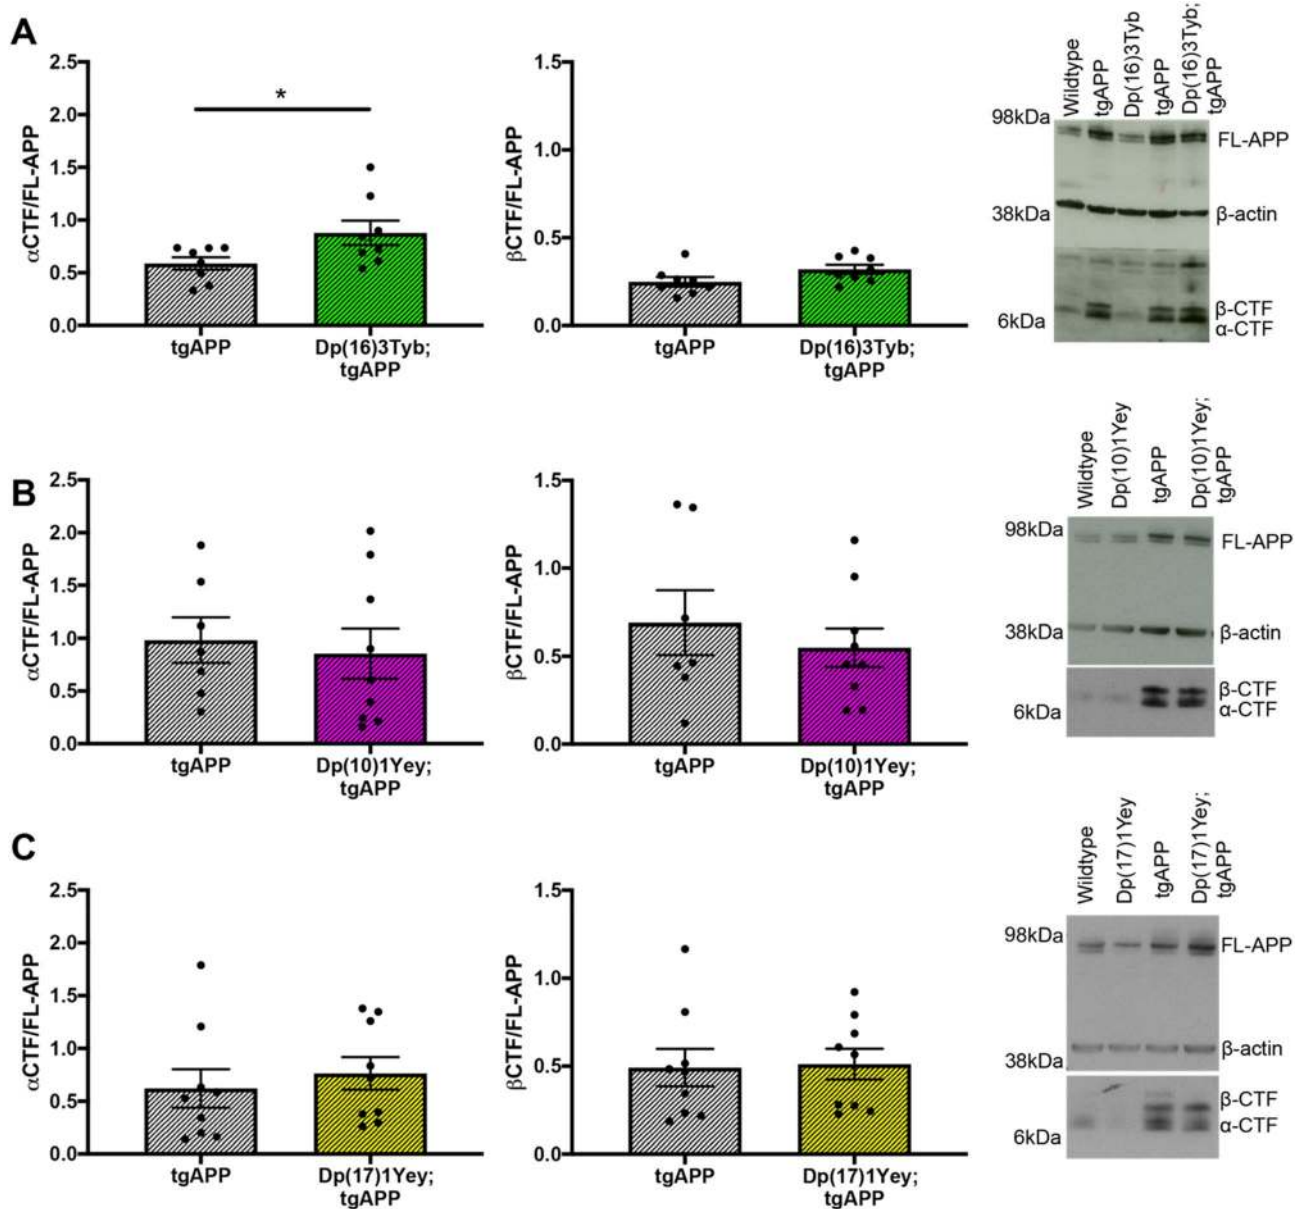 A
2.5
2.0
1.5
1.0
0.5
0.0
αCTF/FL-APP
*
tgAPP
Dp(16)3Tyb;
tgAPP
1.5
1.0
0.5
0.0
βCTF/FL-APP
tgAPP
Dp(16)3Tyb;
tgAPP
Wildtype
tgAPP
Dp(16)3Tyb
tgAPP
Dp(16)3Tyb;
tgAPP
98kDa
FL-APP
38kDa
β-actin
β-CTF
6kDa
α-CTF
B
2.5
2.0
1.5
1.0
0.5
0.0
αCTF/FL-APP
tgAPP
Dp(10)1Yey;
tgAPP
1.5
1.0
0.5
0.0
βCTF/FL-APP
tgAPP
Dp(10)1Yey;
tgAPP
Wildtype
Dp(10)1Yey
tgAPP
Dp(10)1Yey;
tgAPP
98kDa
FL-APP
38kDa
β-actin
β-CTF
6kDa
α-CTF
C
2.5
2.0
1.5
1.0
0.5
0.0
αCTF/FL-APP
tgAPP
Dp(17)1Yey;
tgAPP
1.5
1.0
0.5
0.0
βCTF/FL-APP
tgAPP
Dp(17)1Yey;
tgAPP
Wildtype
Dp(17)1Yey
tgAPP
Dp(17)1Yey;
tgAPP
98kDa
FL-APP
38kDa
β-actin
β-CTF
6kDa
α-CTF